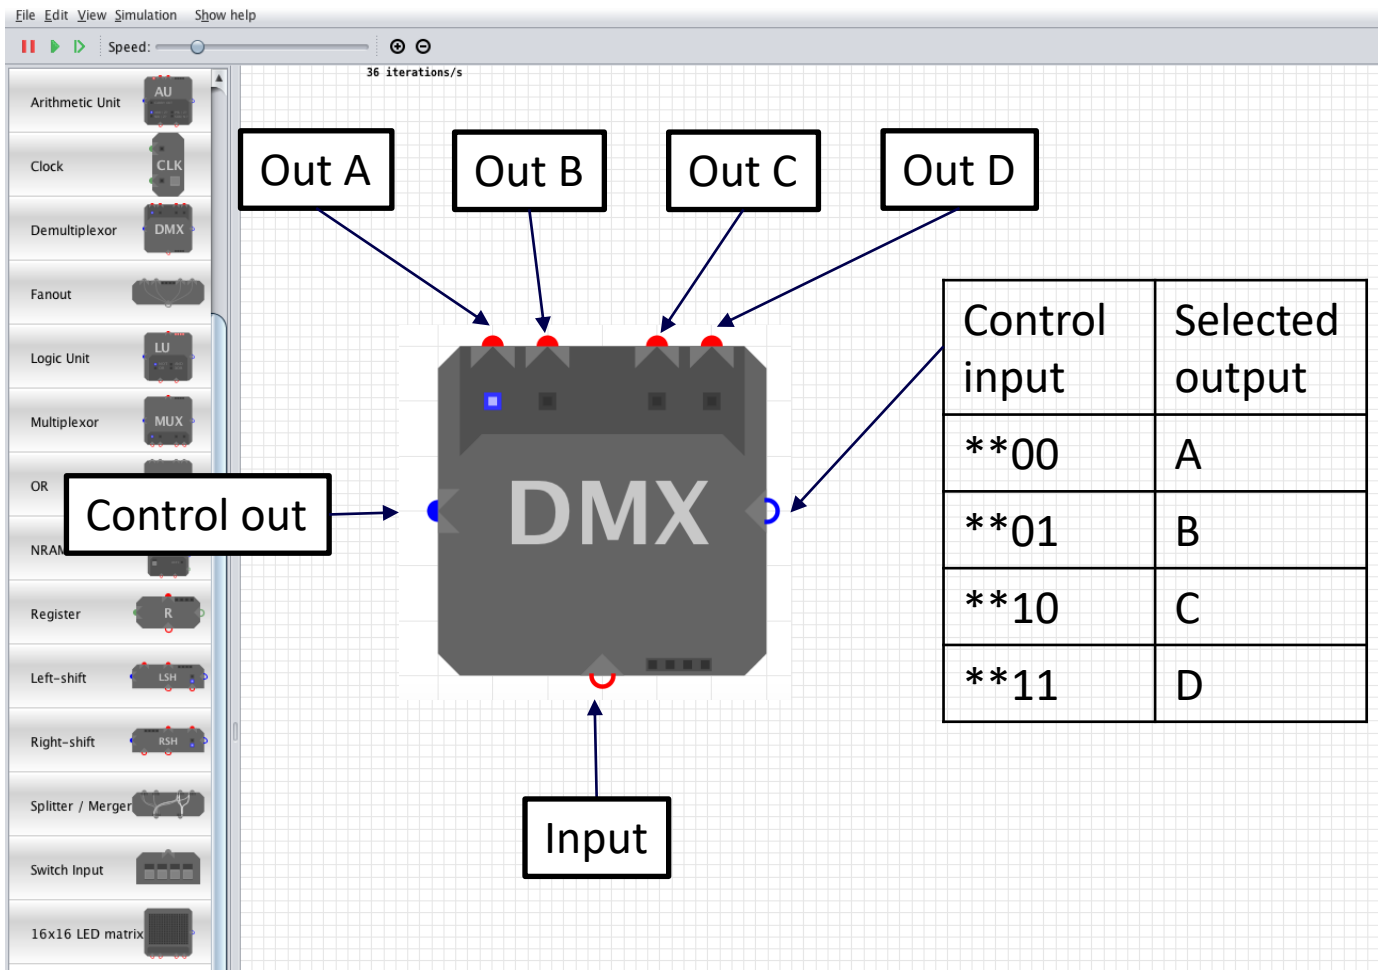 File Edit View Simulation Show help
Speed:
36 iterations/s
Arithmetic Unit
AU
Clock
CLK
Demultiplexor
DMX
Fanout
Logic Unit
LU
Multiplexor
MUX
OR
Register
R
Left-shift
LSH
Right-shift
RSH
Splitter / Merger
Switch Input
16x16 LED matrix
Out A
Out B
Out C
Out D
Control out
DMX
Input
Control input
Selected output
**00 A
**01 B
**10 C
**11 D